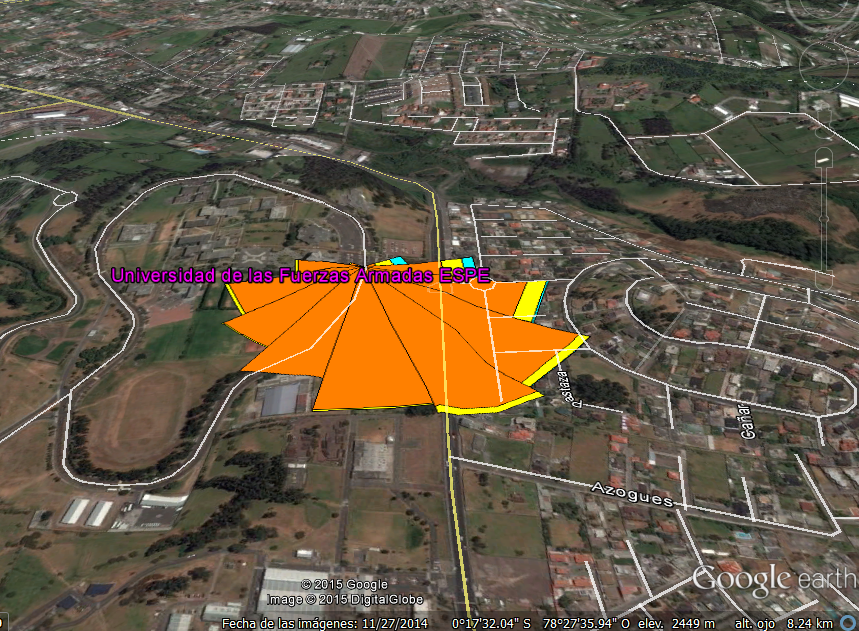 Universidad de las Fuerzas Armadas ESPE
Pastaza
Cañar
Azogues
Google earth
© 2015 Google
Image © 2015 DigitalGlobe
Fecha de las imágenes: 11/27/2014 0°17'32.04" S 78°27'35.94" O elev. 2449 m alt. ojo 8.24 km